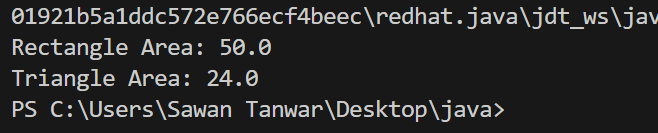 01921b5a1ddc572e766ecf4beec\redhat.java\jdt_ws\jav
Rectangle Area: 50.0
Triangle Area: 24.0
PS C:\Users\Sawan Tanwar\Desktop\java>